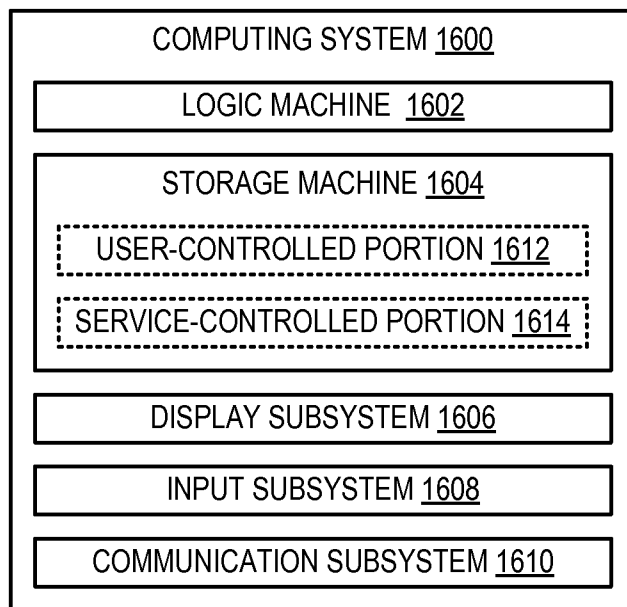 COMPUTING SYSTEM 1600
LOGIC MACHINE 1602
STORAGE MACHINE 1604
USER-CONTROLLED PORTION 1612
SERVICE-CONTROLLED PORTION 1614
DISPLAY SUBSYSTEM 1606
INPUT SUBSYSTEM 1608
COMMUNICATION SUBSYSTEM 1610